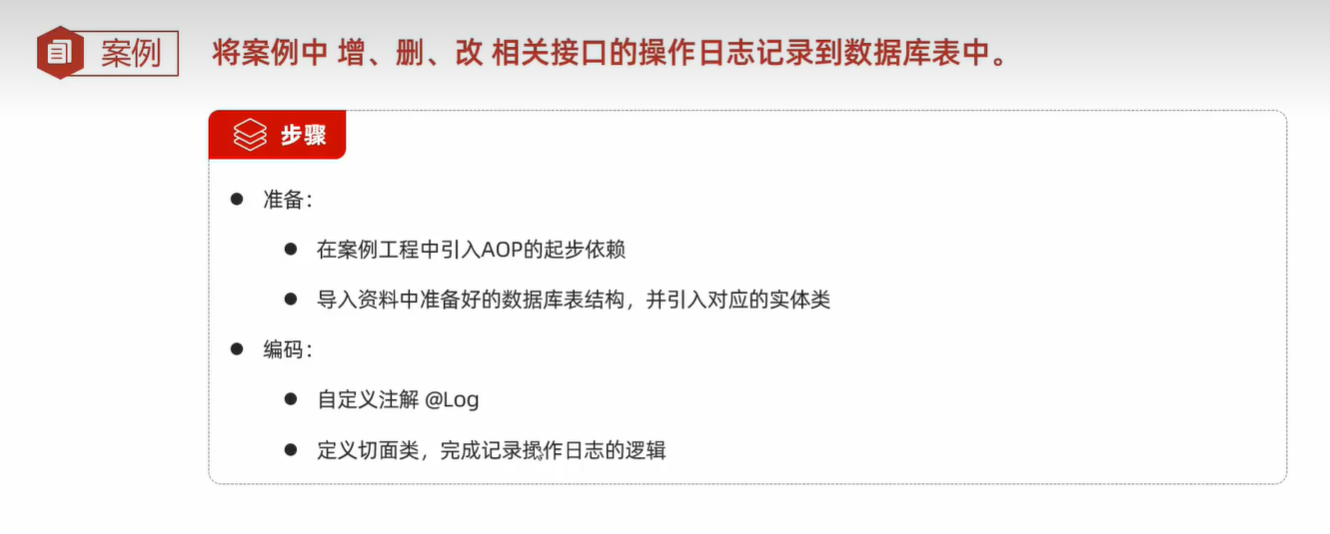 案例
将案例中 增、删、改 相关接口的操作日志记录到数据库表中。
步骤
准备：
在案例工程中引入AOP的起步依赖
导入资料中准备好的数据库表结构，并引入对应的实体类
编码：
自定义注解 @Log
定义切面类，完成记录操作日志的逻辑